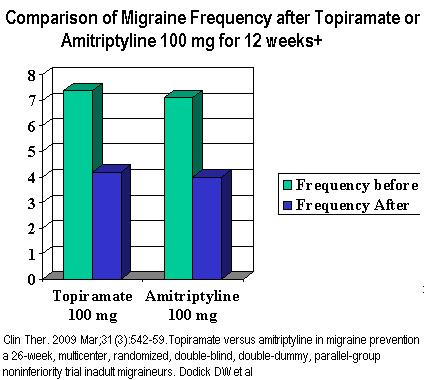 Comparison of Migraine Frequency after Topiramate or
Amitriptyline 100 mg for 12 weeks+
8
7
6
5
4
3
2
1
0
Topiramate
100 mg
Amitriptyline
100 mg
Frequency before
Frequency After
Clin Ther. 2009 Mar;31(3):542-59.Topiramate versus amitriptyline in migraine prevention
a 26-week, multicenter, randomized, double-blind, double-dummy, parallel-group
noninferiority trial inadult migraineurs. Dodick DW et al